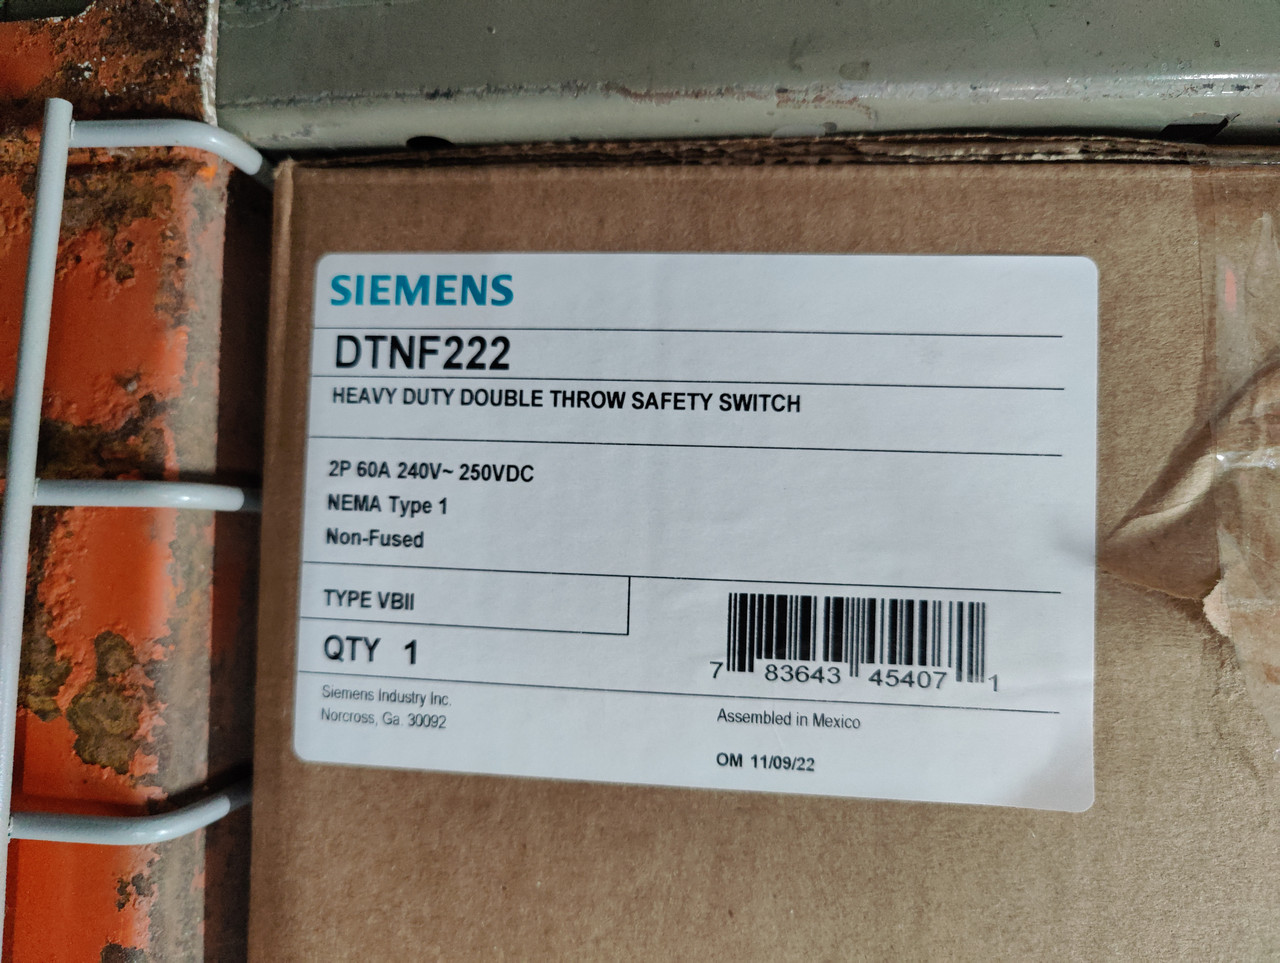 SIEMENS
DTNF222
HEAVY DUTY DOUBLE THROW SAFETY SWITCH
2P 60A 240V~ 250VDC
NEMA Type 1
Non-Fused
TYPE VBII
QTY 1
7 83643 45407 1
Siemens Industry Inc.
Norcross, Ga. 30092
Assembled in Mexico
OM 11/09/22